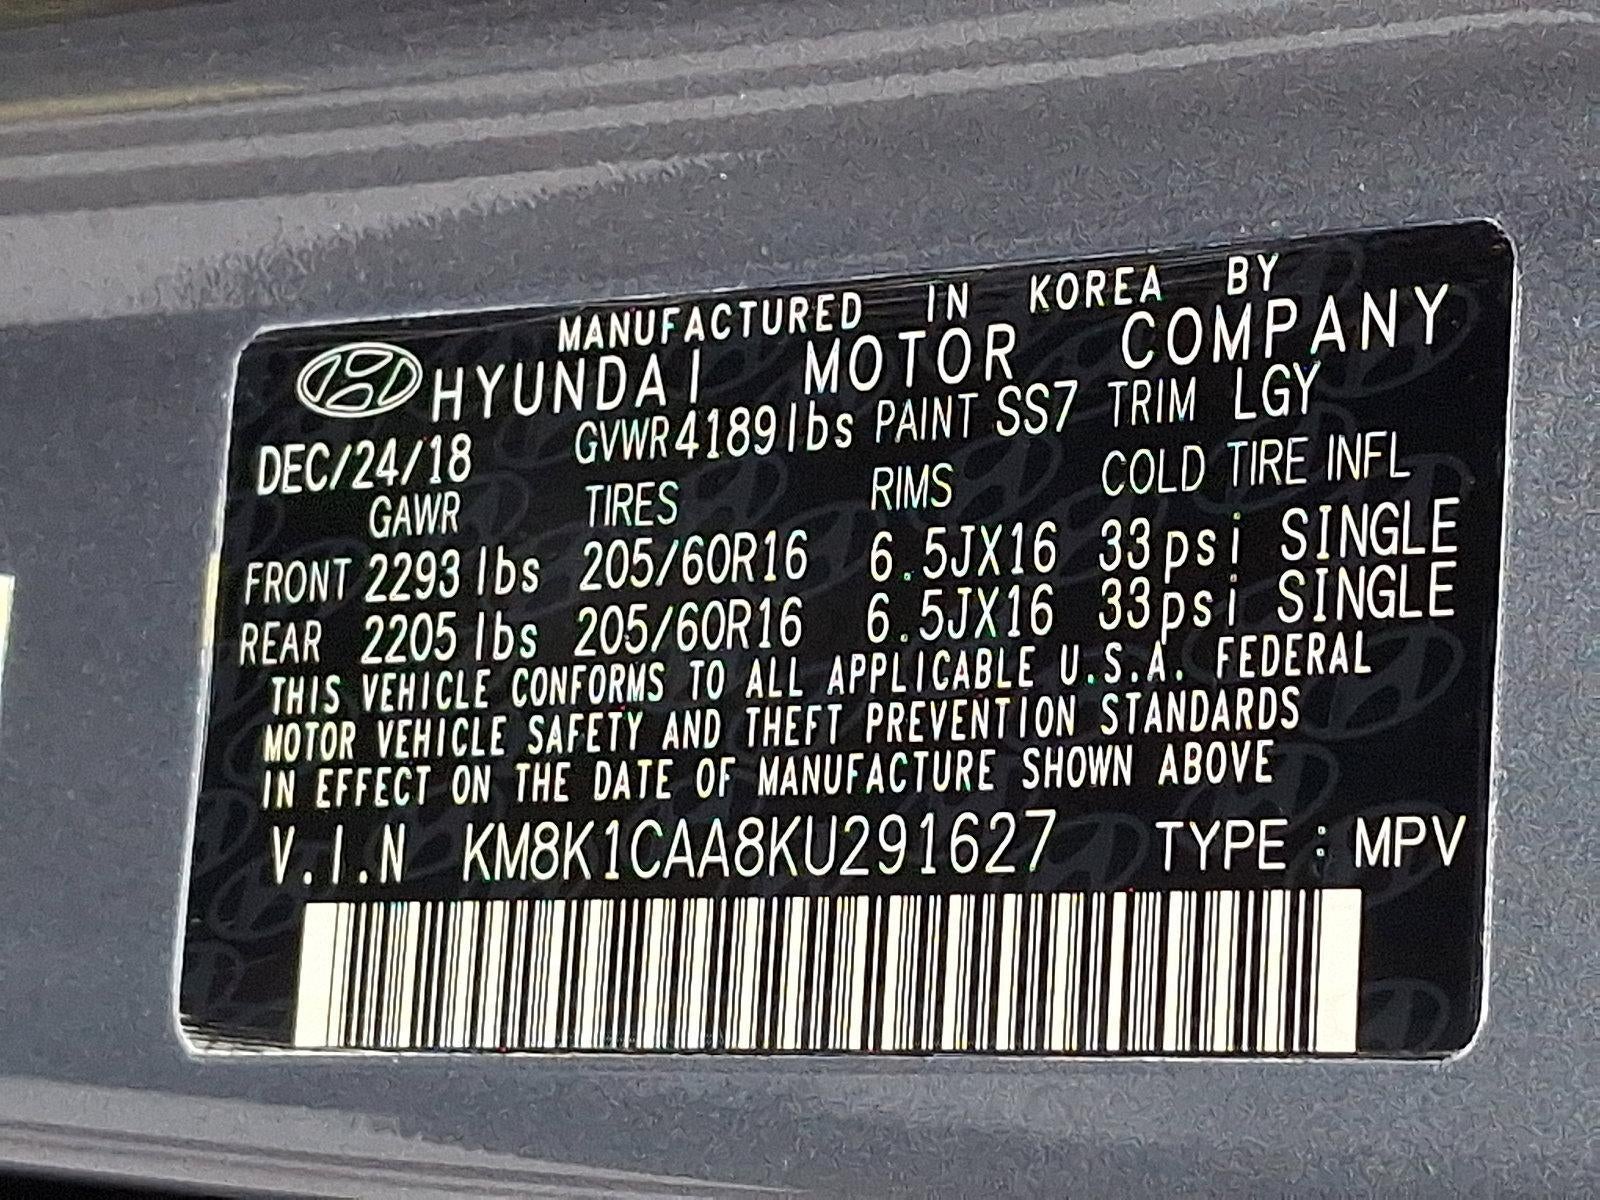 MANUFACTURED IN KOREA BY
HYUNDAI MOTOR COMPANY
DEC/24/18 GVWR 4189lbs PAINT SS7 TRIM LGY
GAWR TIRES RIMS COLD TIRE INFL
FRONT 2293 lbs 205/60R16 6.5JX16 33psi SINGLE
REAR 2205 lbs 205/60R16 6.5JX16 33psi SINGLE
THIS VEHICLE CONFORMS TO ALL APPLICABLE U.S.A. FEDERAL
MOTOR VEHICLE SAFETY AND THEFT PREVENTION STANDARDS
IN EFFECT ON THE DATE OF MANUFACTURE SHOWN ABOVE
V.I.N KM8K1CAA8KU291627 TYPE : MPV